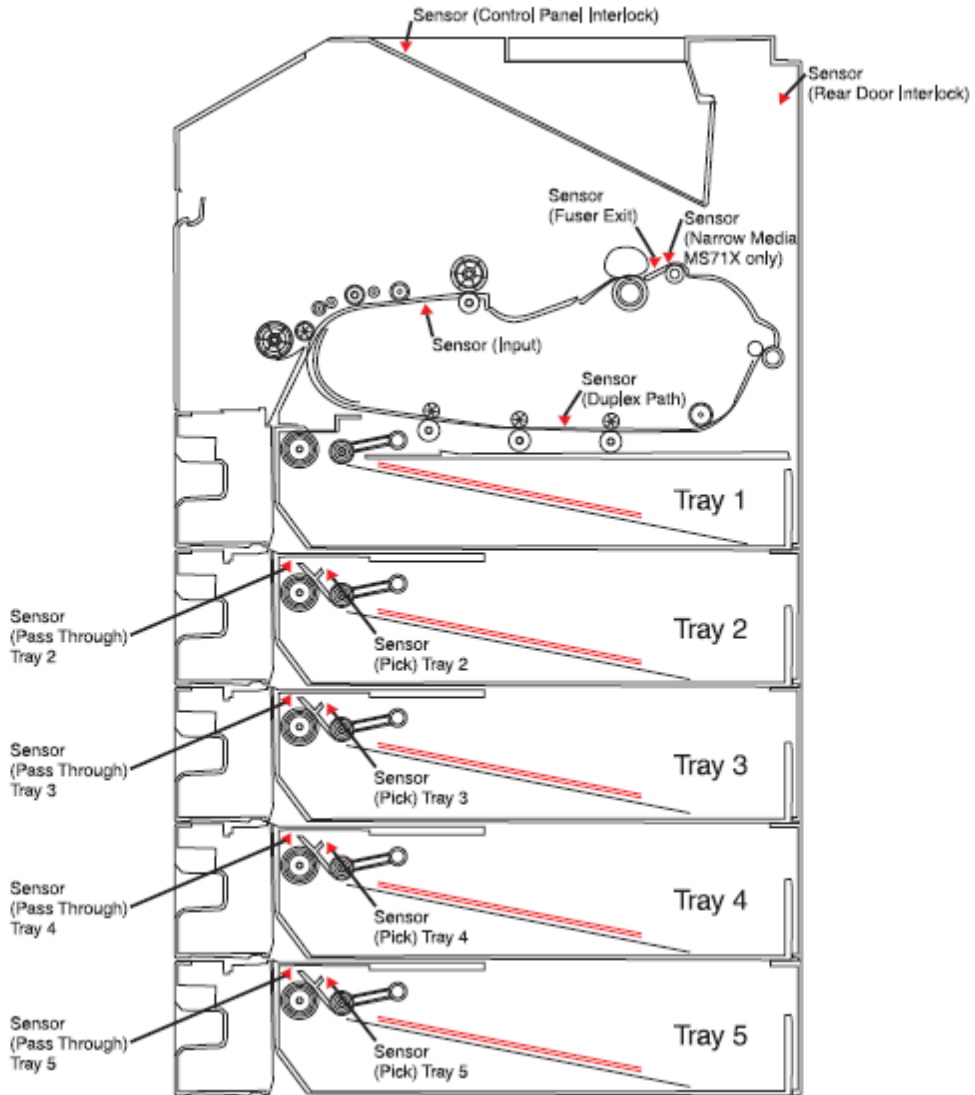 Sensor (Control Panel Interlock)
Sensor
(Rear Door Interlock)
Sensor
(Fuser Exit)
Sensor
(Narrow Media
MS71X only)
Sensor (Input)
Sensor
(Duplex Path)
Tray 1
Sensor
(Pass Through)
Tray 2
Sensor
(Pick) Tray 2
Tray 2
Sensor
(Pass Through)
Tray 3
Sensor
(Pick) Tray 3
Tray 3
Sensor
(Pass Through)
Tray 4
Sensor
(Pick) Tray 4
Tray 4
Sensor
(Pass Through)
Tray 5
Sensor
(Pick) Tray 5
Tray 5